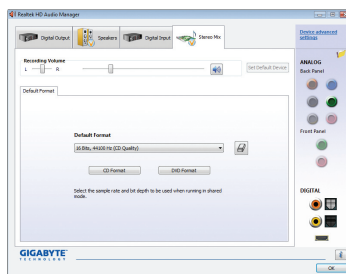 Realtek HD Audio Manager
Digital Output
Speakers
Digital Input
Stereo Mix
Device advanced settings
Recording Volume
L
R
Set Default Device
Default Format
Default Format
16 Bits, 44100 Hz (CD Quality)
CD Format
DVD Format
Select the sample rate and bit depth to be used when running in shared
mode.
ANALOG
Back Panel
Front Panel
DIGITAL
GIGABYTE
TECHNOLOGY
i
OK